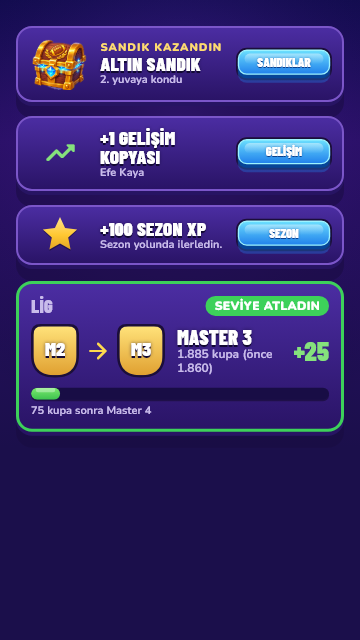 SANDIK KAZANDIN
ALTIN SANDIK
2. yuvaya kondu
SANDIKLAR
+1 GELİŞİM
KOPYASI
Efe Kaya
GELİŞİM
+100 SEZON XP
Sezon yolunda ilerledin.
SEZON
LİG
SEVİYE ATLADIN
M2
M3
MASTER 3
1.885 kupa (önce
1.860)
+25
75 kupa sonra Master 4